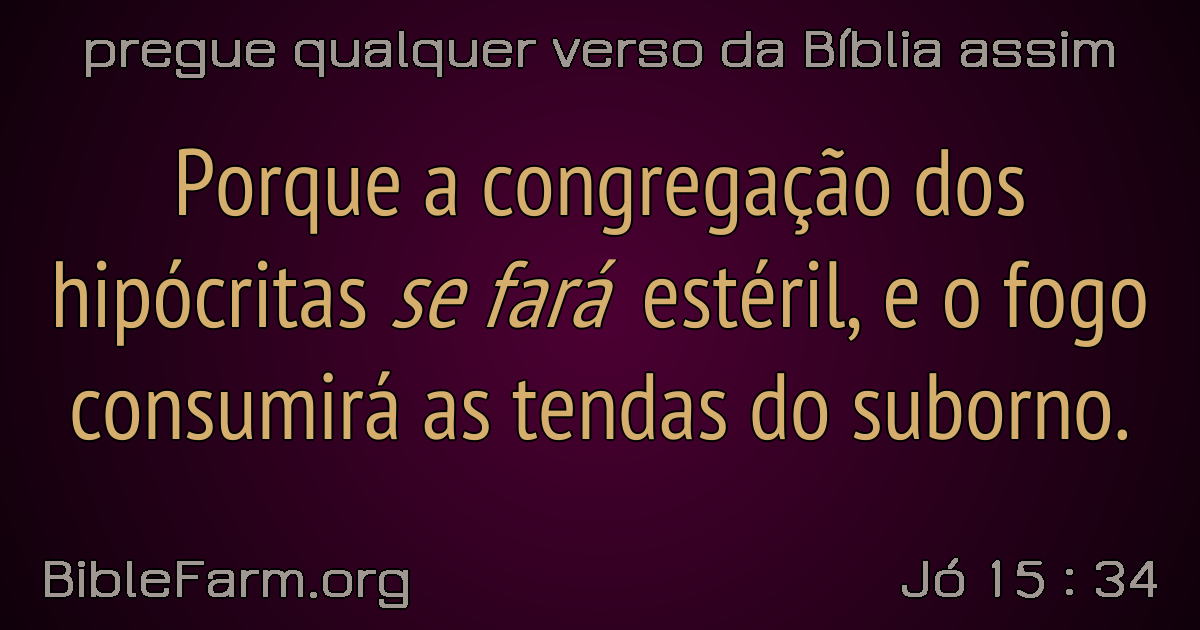 pregue qualquer verso da Bíblia assim
Porque a congregação dos
hipócritas se fará estéril, e o fogo
consumirá as tendas do suborno.
BibleFarm.org
Jó 15 : 34